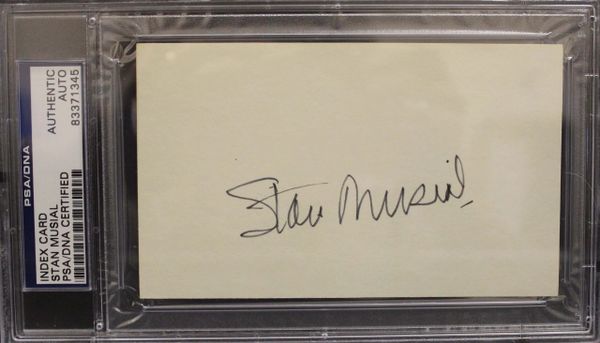 PSA/DNA
INDEX CARD
STAN MUSIAL
PSA/DNA CERTIFIED
AUTHENTIC
AUTO
83371345
Stan Musial